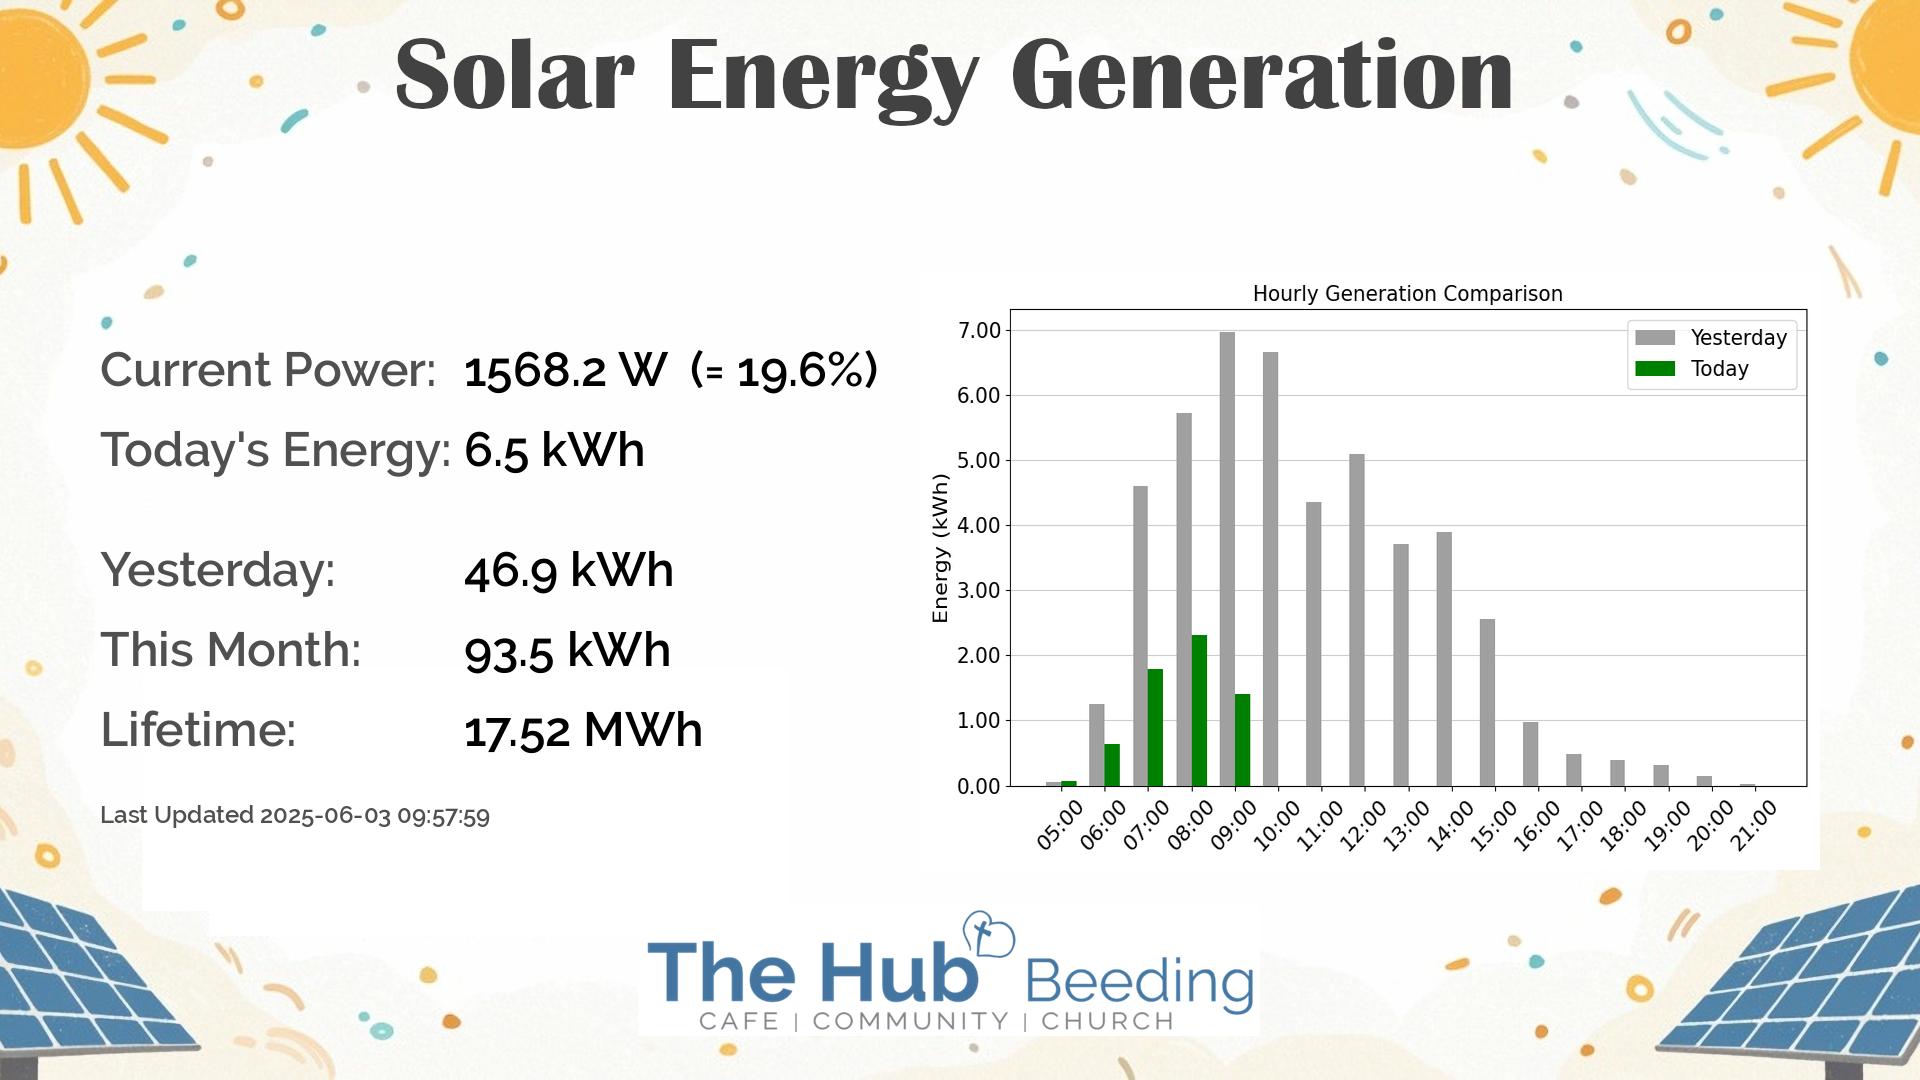 Solar Energy Generation
Current Power: 1568.2 W (= 19.6%)
Today's Energy: 6.5 kWh
Yesterday: 46.9 kWh
This Month: 93.5 kWh
Lifetime: 17.52 MWh
Last Updated 2025-06-03 09:57:59
Hourly Generation Comparison
Yesterday
Today
Energy (kWh)
7.00
6.00
5.00
4.00
3.00
2.00
1.00
0.00
05:00 06:00 07:00 08:00 09:00 10:00 11:00 12:00 13:00 14:00 15:00 16:00 17:00 18:00 19:00 20:00 21:00
The Hub Beeding
CAFE | COMMUNITY | CHURCH